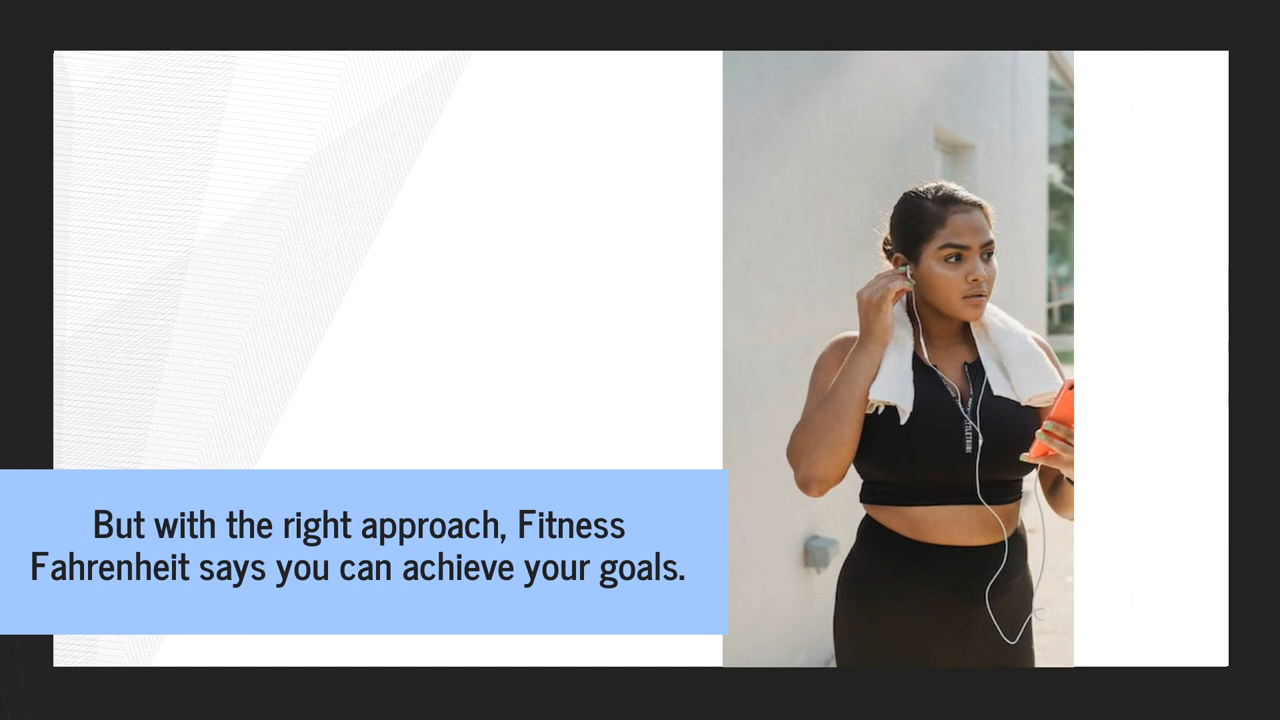 But with the right approach, Fitness
Fahrenheit says you can achieve your goals.